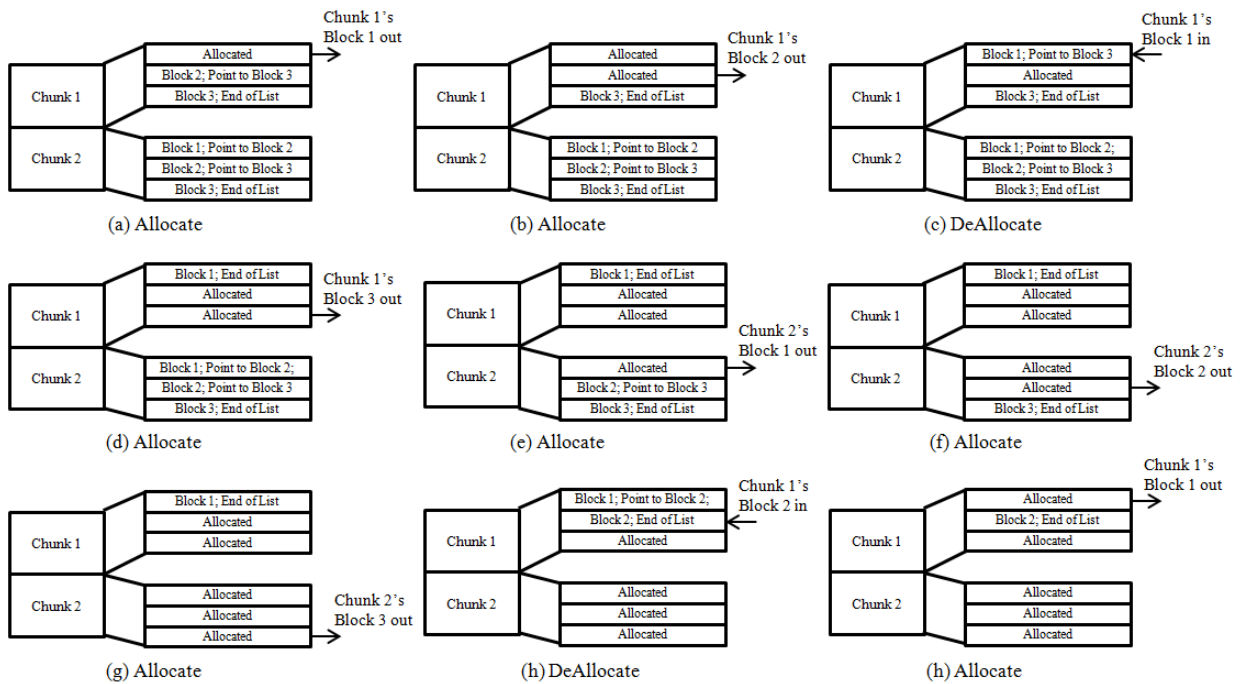 Chunk 1's
Block 1 out
Allocated
Block 2; Point to Block 3
Block 3; End of List
Chunk 1
Chunk 2
Block 1; Point to Block 2
Block 2; Point to Block 3
Block 3; End of List
(a) Allocate
Chunk 1's
Block 2 out
Allocated
Allocated
Block 3; End of List
Chunk 1
Chunk 2
Block 1; Point to Block 2
Block 2; Point to Block 3
Block 3; End of List
(b) Allocate
Chunk 1's
Block 1 in
Block 1; Point to Block 3
Allocated
Block 3; End of List
Chunk 1
Chunk 2
Block 1; Point to Block 2;
Block 2; Point to Block 3
Block 3; End of List
(c) DeAllocate
Block 1; End of List
Allocated
Allocated
Chunk 1's
Block 3 out
Chunk 1
Chunk 2
Block 1; Point to Block 2;
Block 2; Point to Block 3
Block 3; End of List
(d) Allocate
Block 1; End of List
Allocated
Allocated
Chunk 1
Chunk 2
Chunk 2's
Block 1 out
Allocated
Block 2; Point to Block 3
Block 3; End of List
(e) Allocate
Block 1; End of List
Allocated
Allocated
Chunk 1
Chunk 2
Chunk 2's
Block 2 out
Allocated
Allocated
Block 3; End of List
(f) Allocate
Block 1; End of List
Allocated
Allocated
Chunk 1
Chunk 2
Allocated
Allocated
Allocated
Chunk 2's
Block 3 out
(g) Allocate
Chunk 1's
Block 2 in
Block 1; Point to Block 2;
Block 2; End of List
Allocated
Chunk 1
Chunk 2
Allocated
Allocated
Allocated
(h) DeAllocate
Chunk 1's
Block 1 out
Allocated
Block 2; End of List
Allocated
Chunk 1
Chunk 2
Allocated
Allocated
Allocated
(h) Allocate